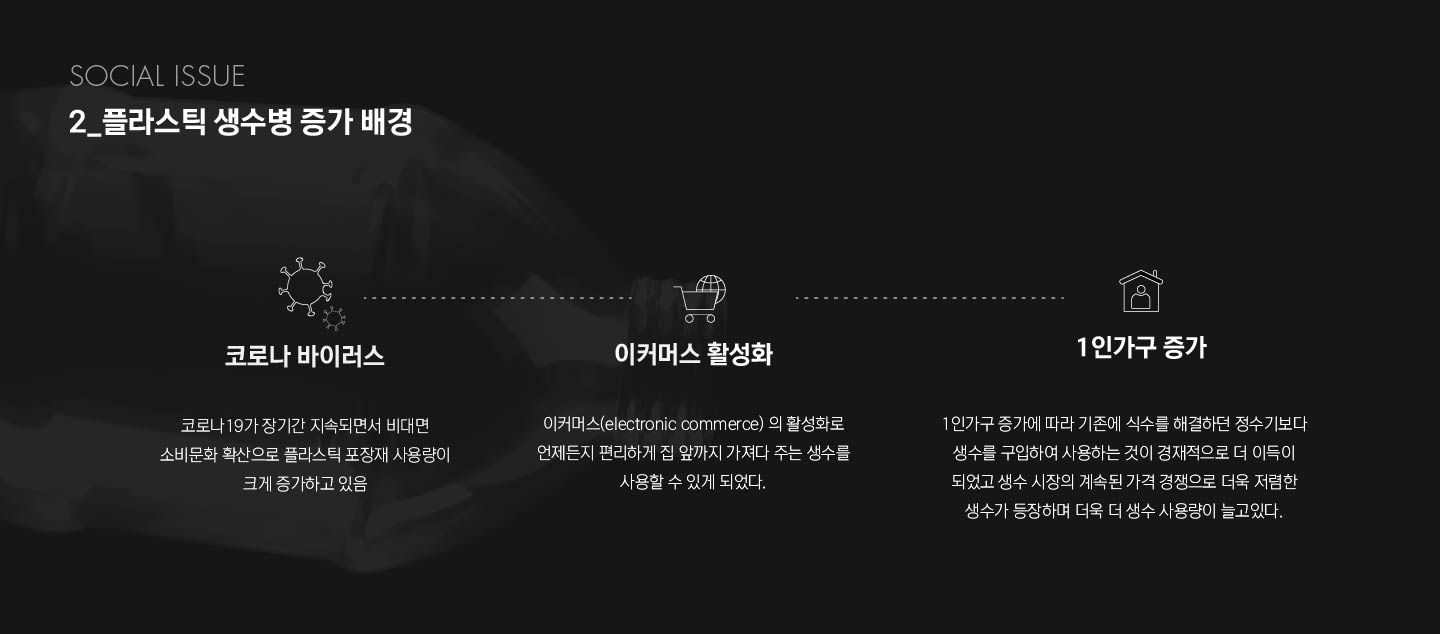 SOCIAL ISSUE
2_플라스틱 생수병 증가 배경
코로나 바이러스
코로나19가 장기간 지속되면서 비대면
소비문화 확산으로 플라스틱 포장재 사용량이
크게 증가하고 있음
이커머스 활성화
이커머스(electronic commerce) 의 활성화로
언제든지 편리하게 집 앞까지 가져다 주는 생수를
사용할 수 있게 되었다.
1인가구 증가
1인가구 증가에 따라 기존에 식수를 해결하던 정수기보다
생수를 구입하여 사용하는 것이 경재적으로 더 이득이
되었고 생수 시장의 계속된 가격 경쟁으로 더욱 저렴한
생수가 등장하며 더욱 더 생수 사용량이 늘고있다.